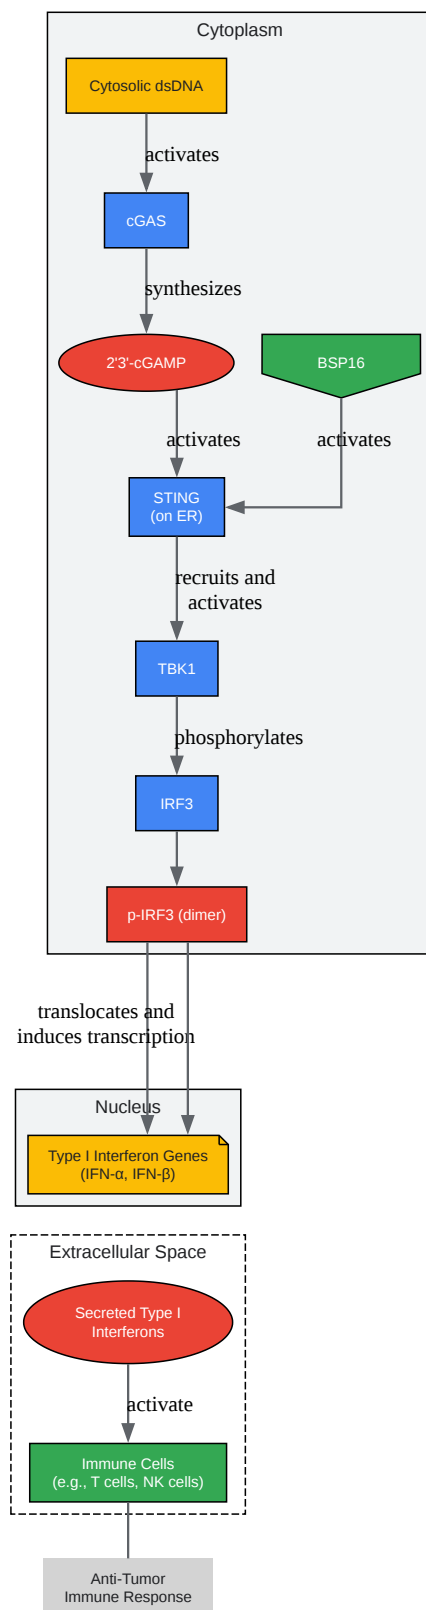 Cytoplasm
Cytosolic dsDNA
activates
cGAS
synthesizes
2'3'-cGAMP
BSP16
activates
activates
STING
(on ER)
recruits and
activates
TBK1
phosphorylates
IRF3
p-IRF3 (dimer)
translocates and
induces transcription
Nucleus
Type I Interferon Genes
(IFN-α, IFN-β)
Extracellular Space
Secreted Type I
Interferons
activate
Immune Cells
(e.g., T cells, NK cells)
Anti-Tumor
Immune Response